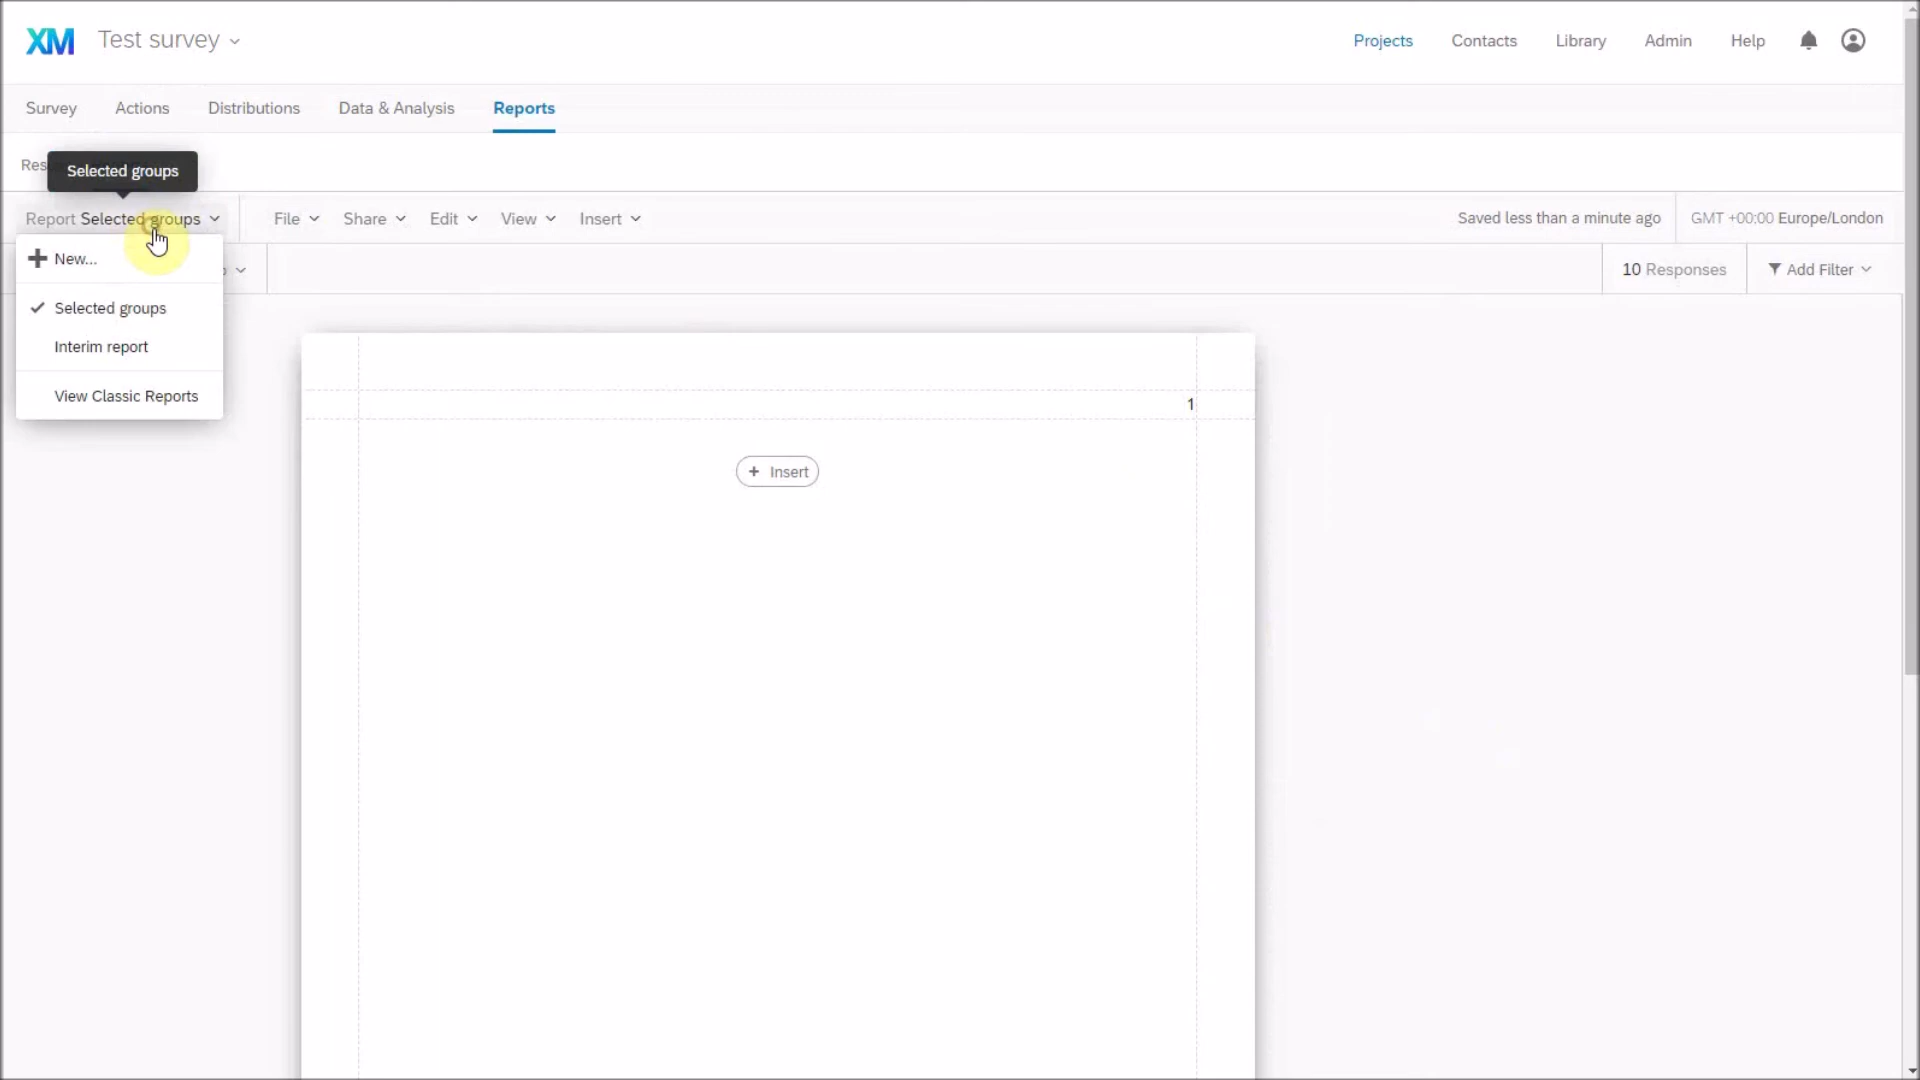 XM Test survey
Projects Contacts Library Admin Help
Survey Actions Distributions Data & Analysis Reports
Selected groups
Report Selected groups File Share Edit View Insert Saved less than a minute ago GMT +00:00 Europe/London
New...
10 Responses Add Filter
Selected groups
Interim report
View Classic Reports
1
+ Insert